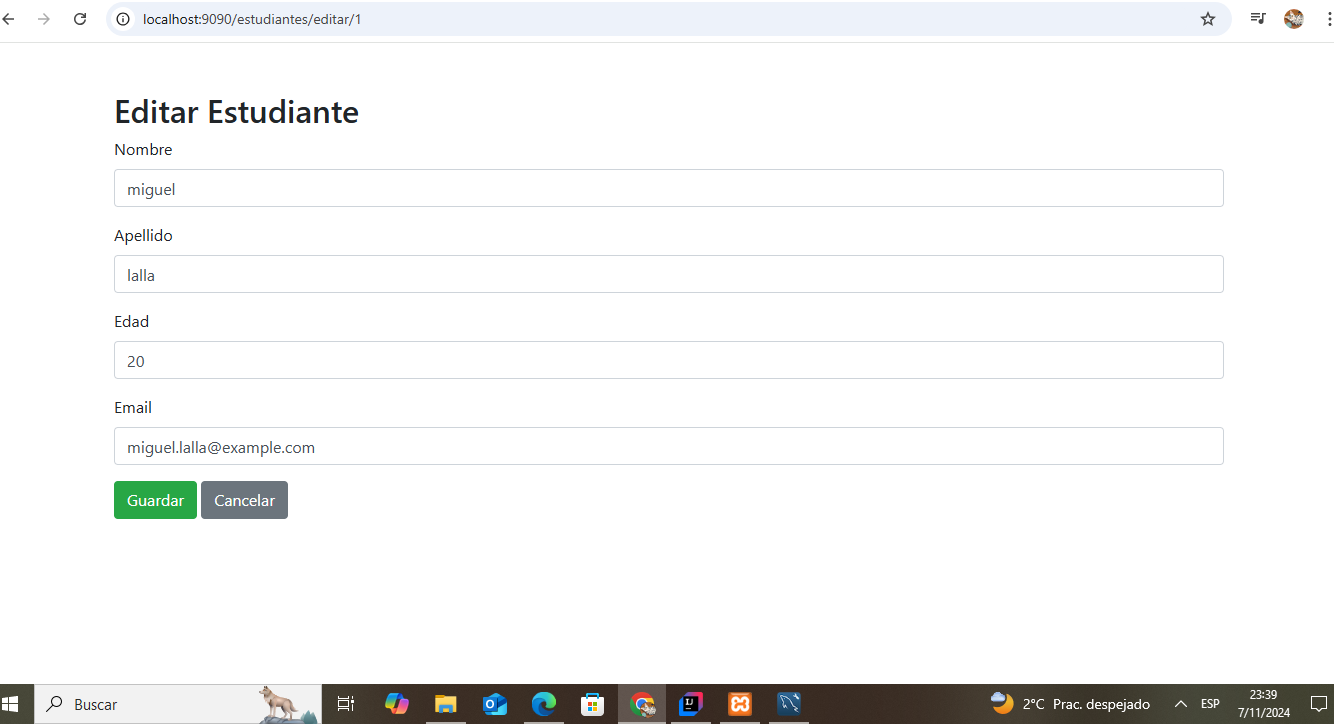 localhost:9090/estudiantes/editar/1
Editar Estudiante
Nombre
miguel
Apellido
lalla
Edad
20
Email
miguel.lalla@example.com
Guardar Cancelar
Buscar
2°C Prac. despejado
ESP
23:39
7/11/2024